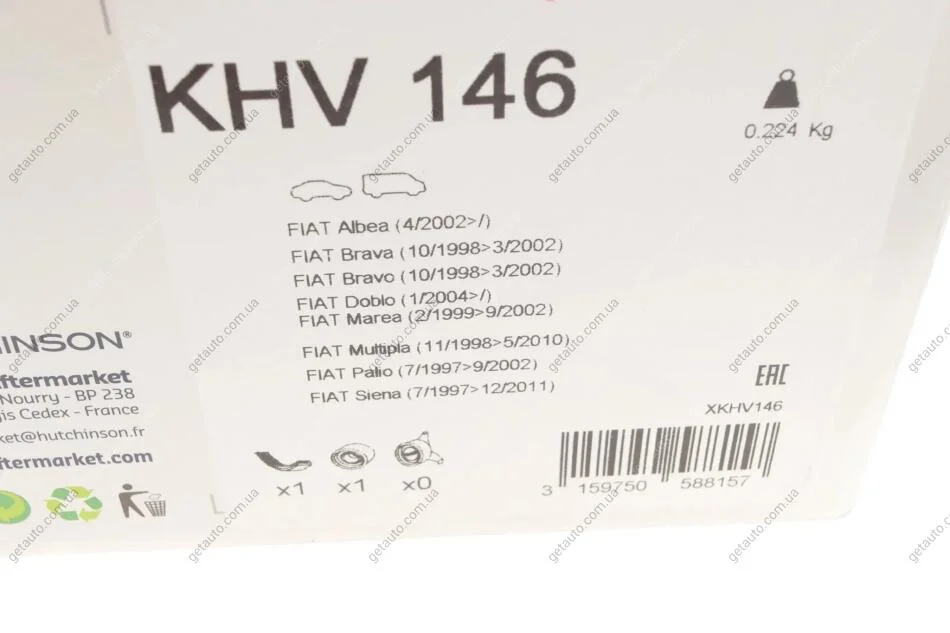 KHV 146
0.224 Kg
FIAT Albea (4/2002>/)
FIAT Brava (10/1998>3/2002)
FIAT Bravo (10/1998>3/2002)
FIAT Doblo (1/2004>/)
FIAT Marea (2/1999>9/2002)
FIAT Multipla (11/1998>5/2010)
FIAT Palio (7/1997>9/2002)
FIAT Siena (7/1997>12/2011)
INSON®
ftermarket
Nourry - BP 238
is Cedex - France
ket@hutchinson.fr
ftermarket.com
EAC
XKHV146
x1 x1 x0
3 159750 588157
getauto.com.ua